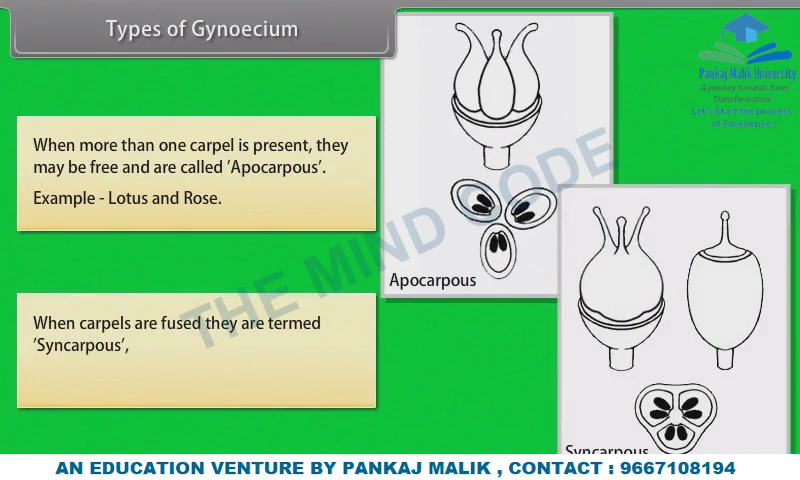 Types of Gynoecium
Pankaj Malik University
A journey towards Inner
Transformation
Let's Start the process
of Excellence..
When more than one carpel is present, they
may be free and are called 'Apocarpous'.
Example - Lotus and Rose.
THE MIND CODE
Apocarpous
When carpels are fused they are termed
'Syncarpous',
Syncarpous
AN EDUCATION VENTURE BY PANKAJ MALIK , CONTACT : 9667108194